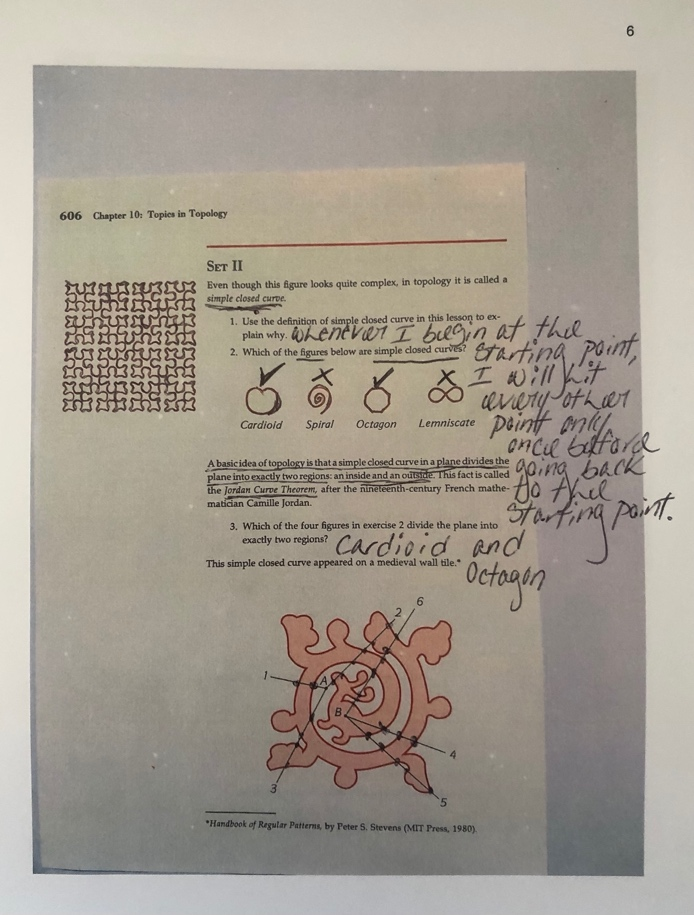 6
606 Chapter 10: Topics in Topology
SET II
Even though this figure looks quite complex, in topology it is called a
simple closed curve.
1. Use the definition of simple closed curve in this lesson to ex-
plain why. whenever I begin at the
starting point,
I will hit
every other
point only
once before
going back
to the
starting point.
2. Which of the figures below are simple closed curves?
Cardioid Spiral Octagon Lemniscate
A basic idea of topology is that a simple closed curve in a plane divides the
plane into exactly two regions: an inside and an outside. This fact is called
the Jordan Curve Theorem, after the nineteenth-century French mathe-
matician Camille Jordan.
3. Which of the four figures in exercise 2 divide the plane into
exactly two regions? Cardioid and
Octagon
This simple closed curve appeared on a medieval wall tile.*
2 6
1 A
B
4
3
5
*Handbook of Regular Patterns, by Peter S. Stevens (MIT Press, 1980).